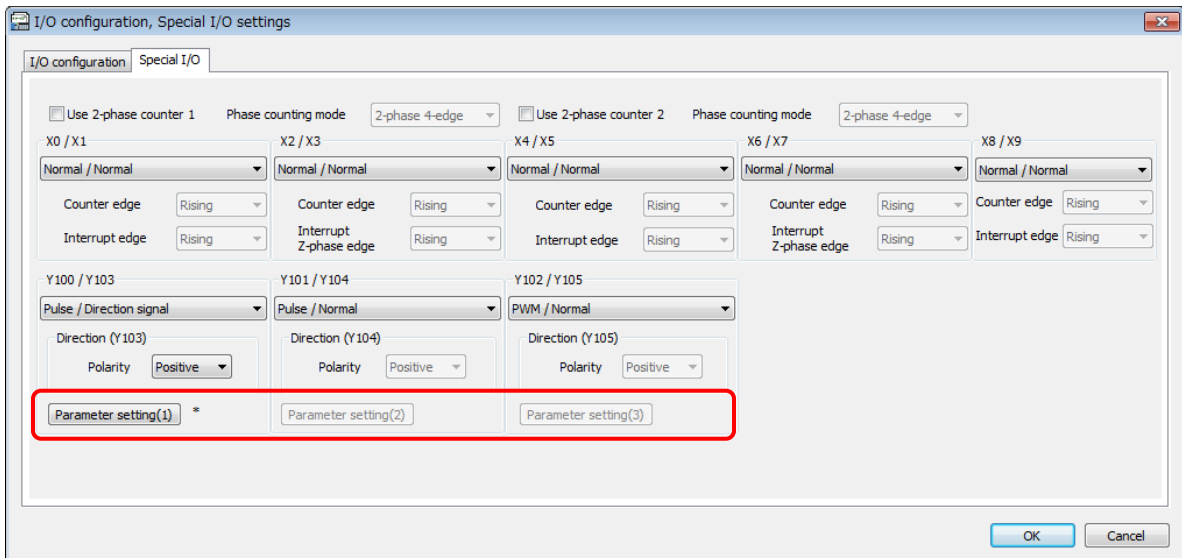 I/O configuration, Special I/O settings
I/O configuration Special I/O
Use 2-phase counter 1 Phase counting mode 2-phase 4-edge Use 2-phase counter 2 Phase counting mode 2-phase 4-edge
X0 / X1 X2 / X3 X4 / X5 X6 / X7 X8 / X9
Normal / Normal Normal / Normal Normal / Normal Normal / Normal Normal / Normal
Counter edge Rising Counter edge Rising Counter edge Rising Counter edge Rising Counter edge Rising
Interrupt edge Rising Interrupt Z-phase edge Rising Interrupt edge Rising Interrupt Z-phase edge Rising Interrupt edge Rising
Y100 / Y103 Y101 / Y104 Y102 / Y105
Pulse / Direction signal Pulse / Normal PWM / Normal
Direction (Y103) Direction (Y104) Direction (Y105)
Polarity Positive Polarity Positive Polarity Positive
Parameter setting(1) * Parameter setting(2) Parameter setting(3)
OK Cancel